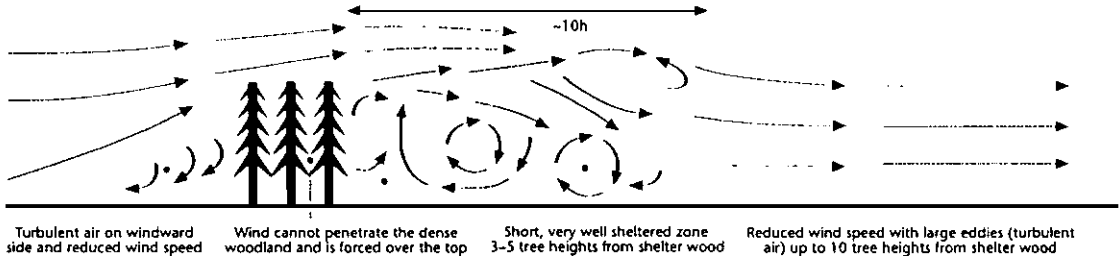 ~10h
Turbulent air on windward
side and reduced wind speed
Wind cannot penetrate the dense
woodland and is forced over the top
Short, very well sheltered zone
3-5 tree heights from shelter wood
Reduced wind speed with large eddies (turbulent
air) up to 10 tree heights from shelter wood